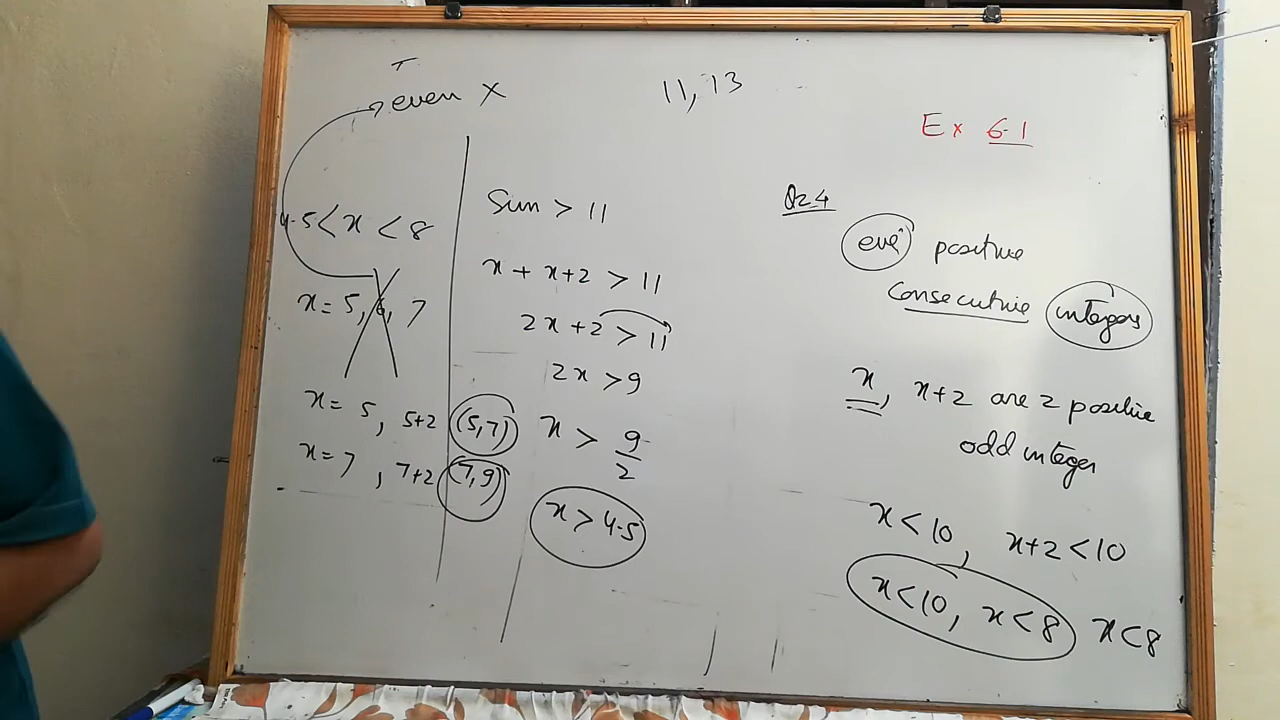 even X
11, 13
Ex 6.1
Q24
eve positive
consecutive integers
x, x+2 are 2 positive
odd integer
x < 10, x+2 < 10
x < 10, x < 8 x < 8
Sum > 11
x + x+2 > 11
2x + 2 > 11
2x > 9
x > 9/2
x > 4.5
4.5 < x < 8
x = 5, 6, 7
x = 5, 5+2 (5,7)
x = 7, 7+2 (7,9)